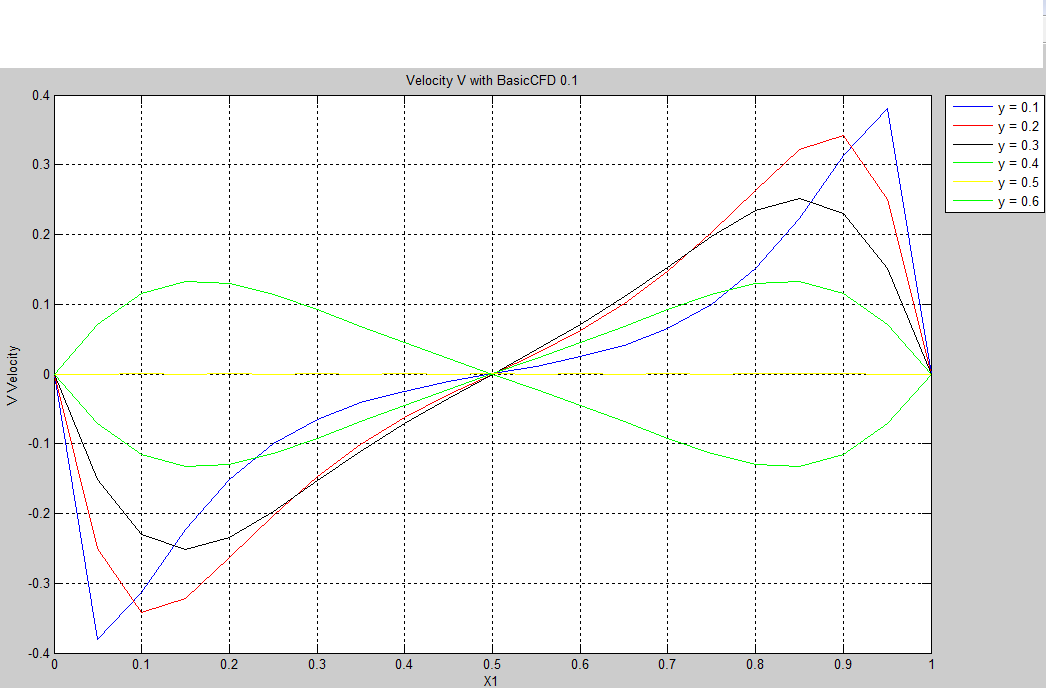 Velocity V with BasicCFD 0.1
y = 0.1
y = 0.2
y = 0.3
y = 0.4
y = 0.5
y = 0.6
V Velocity
0.4
0.3
0.2
0.1
0
-0.1
-0.2
-0.3
-0.4
0 0.1 0.2 0.3 0.4 0.5 0.6 0.7 0.8 0.9 1
X1